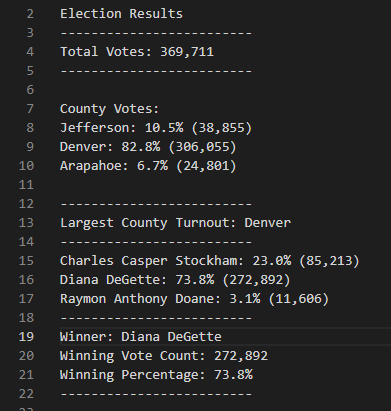 2 Election Results
3 -------------------------
4 Total Votes: 369,711
5 -------------------------
6
7 County Votes:
8 Jefferson: 10.5% (38,855)
9 Denver: 82.8% (306,055)
10 Arapahoe: 6.7% (24,801)
11
12 -------------------------
13 Largest County Turnout: Denver
14 -------------------------
15 Charles Casper Stockham: 23.0% (85,213)
16 Diana DeGette: 73.8% (272,892)
17 Raymon Anthony Doane: 3.1% (11,606)
18 -------------------------
19 Winner: Diana DeGette
20 Winning Vote Count: 272,892
21 Winning Percentage: 73.8%
22 -------------------------